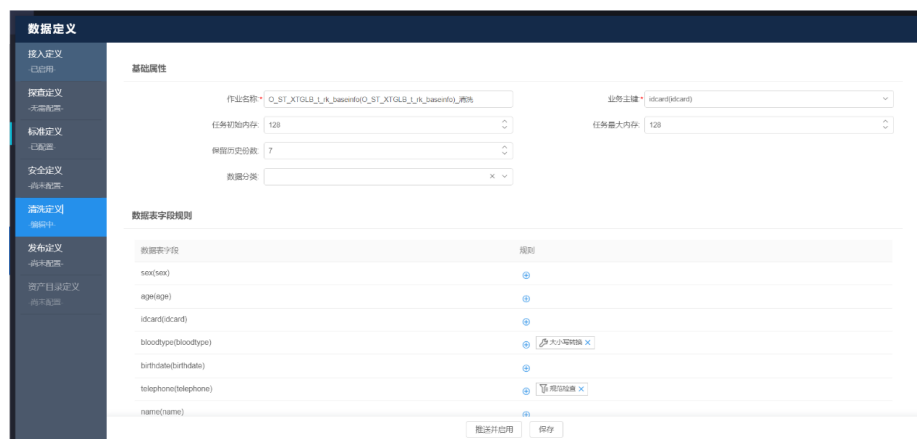 数据定义
接入定义
-已启用-
探查定义
-无需配置-
标准定义
-已配置-
安全定义
-尚未配置-
清洗定义
-编辑中-
发布定义
-尚未配置-
资产目录定义
-尚未配置-
基础属性
作业名称:* O_ST_XTGLB_t_rk_baseinfo(O_ST_XTGLB_t_rk_baseinfo)_清洗
业务主键:* idcard(idcard)
任务初始内存: 128
任务最大内存: 128
保留历史份数: 7
数据分类:
数据表字段规则
数据表字段 规则
sex(sex)
age(age)
idcard(idcard)
bloodtype(bloodtype) 大小写转换 ×
birthdate(birthdate)
telephone(telephone) 规范检查 ×
name(name)
推送并启用 保存